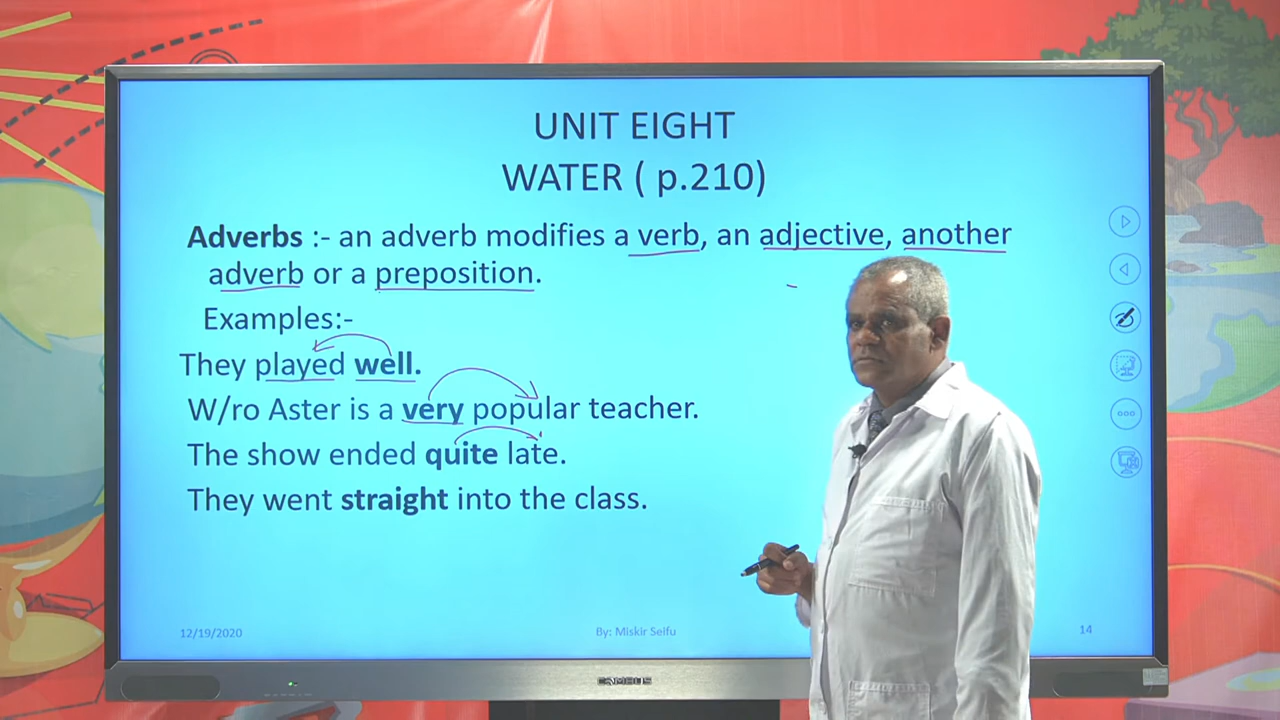 UNIT EIGHT
WATER ( p.210)
Adverbs :- an adverb modifies a verb, an adjective, another
adverb or a preposition.
Examples:-
They played well.
W/ro Aster is a very popular teacher.
The show ended quite late.
They went straight into the class.
12/19/2020
By: Miskir Seifu
14